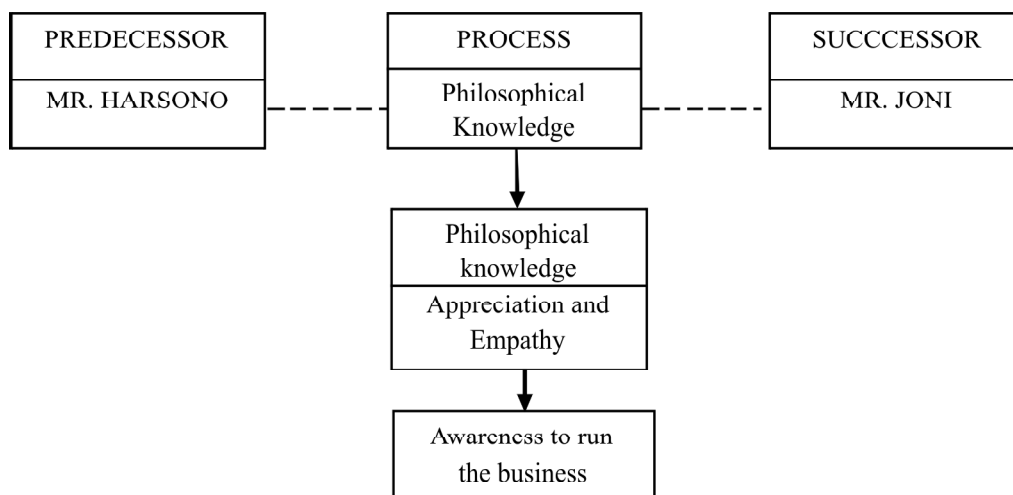 PREDECESSOR
MR. HARSONO
PROCESS
Philosophical
Knowledge
SUCCCESSOR
MR. JONI
Philosophical
knowledge
Appreciation and
Empathy
Awareness to run
the business